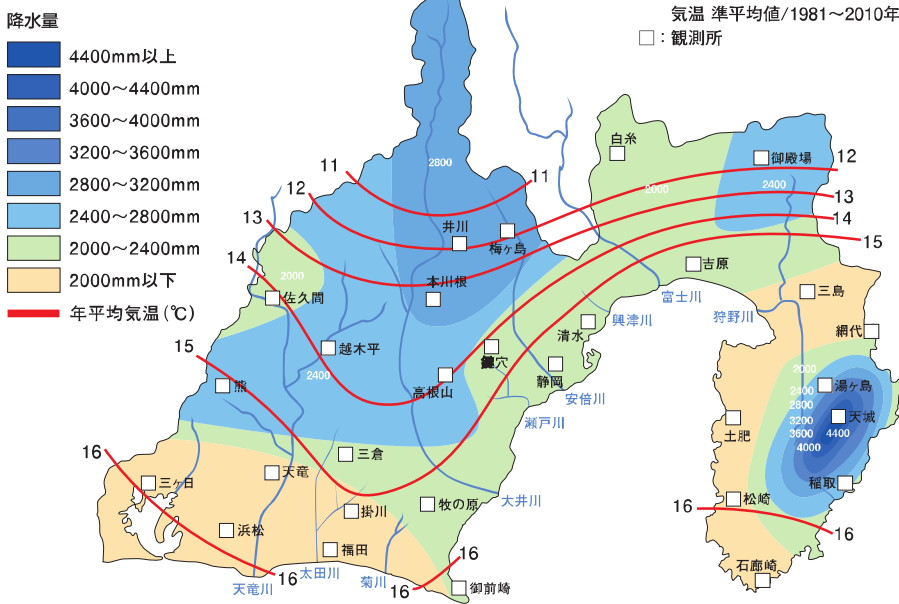 降水量
4400mm以上
4000～4400mm
3600～4000mm
3200～3600mm
2800～3200mm
2400～2800mm
2000～2400mm
2000mm以下
年平均気温(℃)
気温 準平均値/1981～2010年
□：観測所
白糸
御殿場
12
2800
2000
2400
11
11
12
13
13
14
15
井川
梅ヶ島
14
2000
佐久間
本川根
吉原
富士川
三島
狩野川
興津川
網代
清水
15
越木平
穴
静岡
2400
熊
高根山
安倍川
瀬戸川
2000
2400
2800
3200
3600
4000
4400
湯ヶ島
天城
土肥
16
三倉
天竜
三ヶ日
稲取
松崎
大井川
牧の原
掛川
16
16
浜松
福田
16
16
石廊崎
天竜川
太田川
菊川
16
御前崎